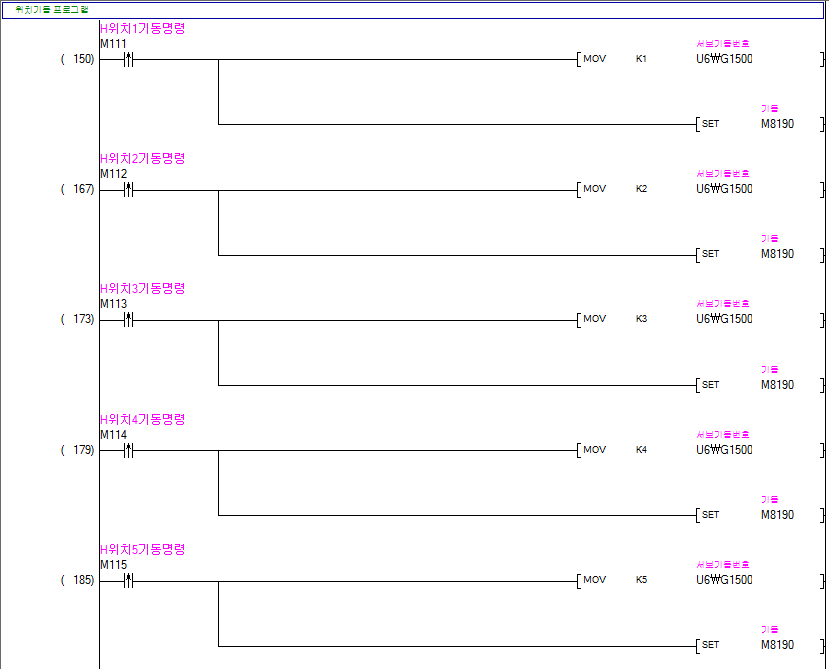 위치기동 프로그램
H위치1기동명령
M111
서보기동번호
( 150) MOV K1 U6₩G1500
기동
SET M8190
H위치2기동명령
M112
서보기동번호
( 167) MOV K2 U6₩G1500
기동
SET M8190
H위치3기동명령
M113
서보기동번호
( 173) MOV K3 U6₩G1500
기동
SET M8190
H위치4기동명령
M114
서보기동번호
( 179) MOV K4 U6₩G1500
기동
SET M8190
H위치5기동명령
M115
서보기동번호
( 185) MOV K5 U6₩G1500
기동
SET M8190